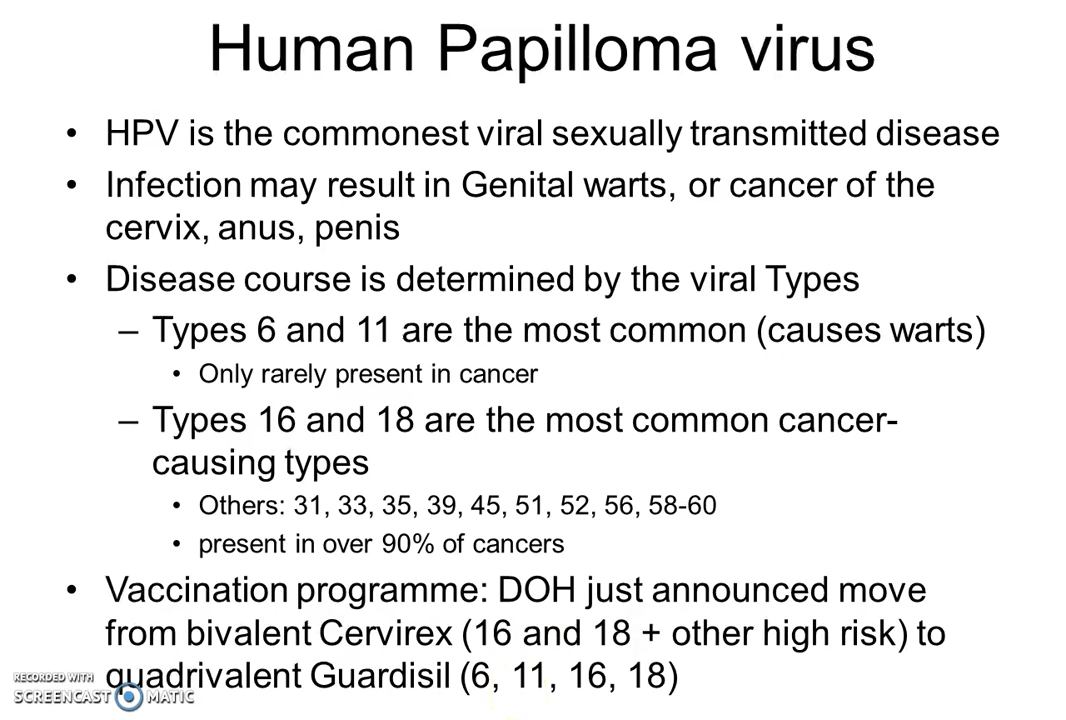 Human Papilloma virus
• HPV is the commonest viral sexually transmitted disease
• Infection may result in Genital warts, or cancer of the
cervix, anus, penis
• Disease course is determined by the viral Types
– Types 6 and 11 are the most common (causes warts)
• Only rarely present in cancer
– Types 16 and 18 are the most common cancer-
causing types
• Others: 31, 33, 35, 39, 45, 51, 52, 56, 58-60
• present in over 90% of cancers
• Vaccination programme: DOH just announced move
from bivalent Cervirex (16 and 18 + other high risk) to
quadrivalent Guardisil (6, 11, 16, 18)
RECORDED WITH
SCREENCAST MATIC